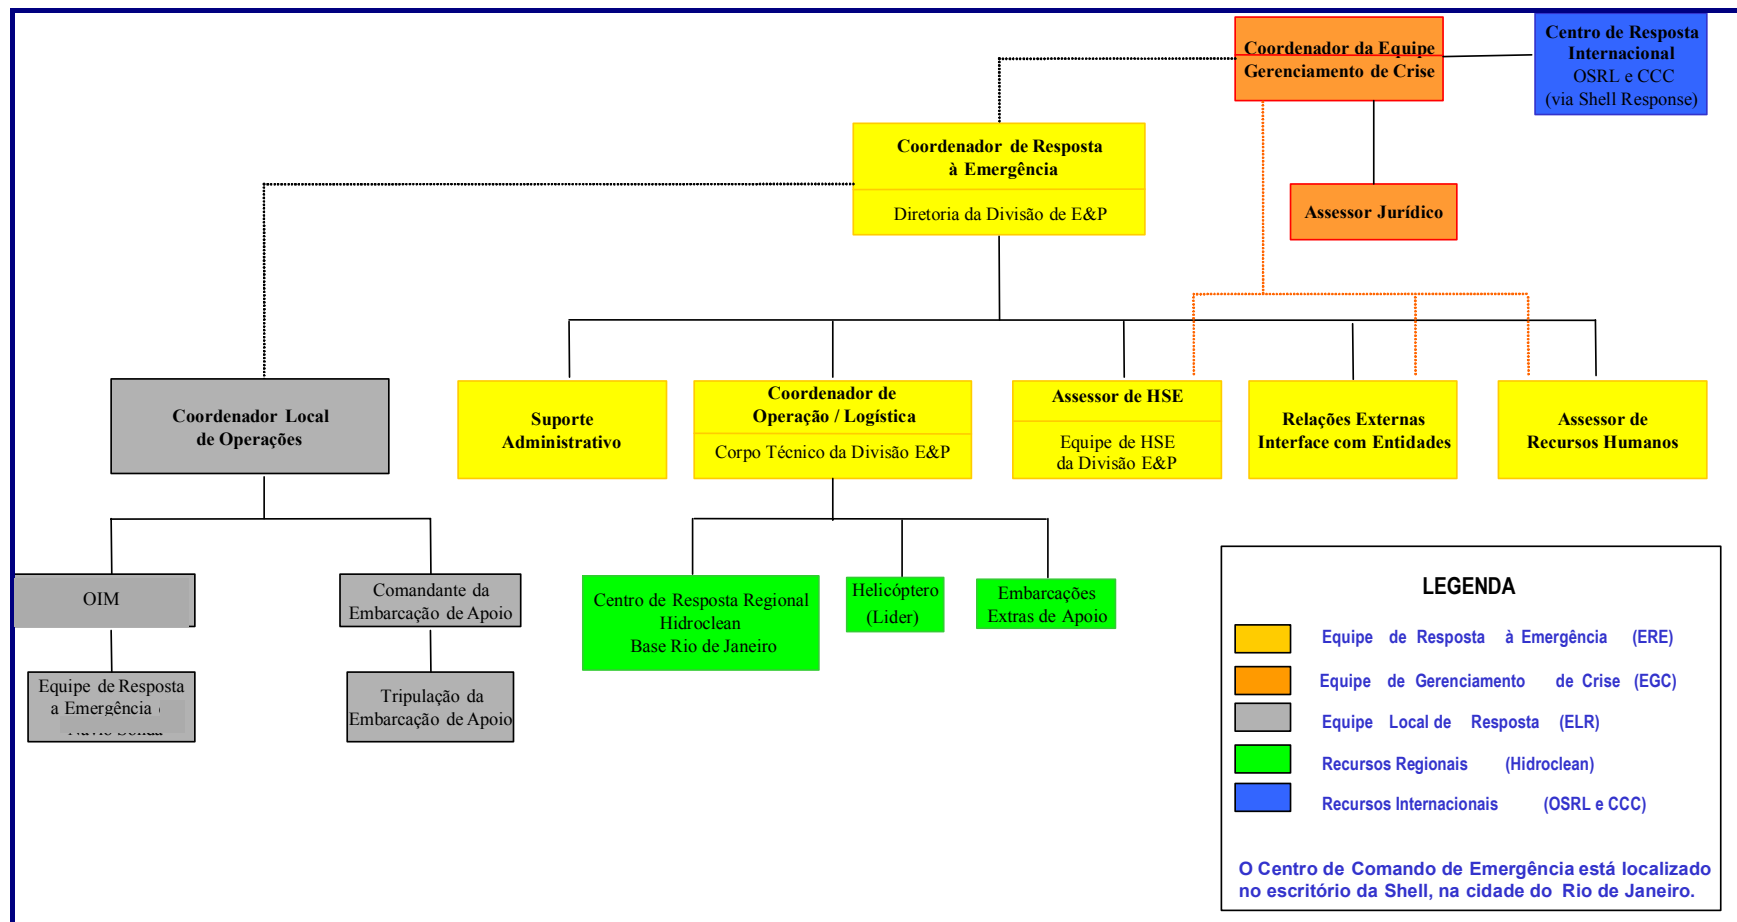 Coordenador da Equipe
Gerenciamento de Crise
Centro de Resposta
Internacional
OSRL e CCC
(via Shell Response)
Coordenador de Resposta
à Emergência
Diretoria da Divisão de E&P
Assessor Jurídico
Coordenador Local
de Operações
Suporte
Administrativo
Coordenador de
Operação / Logística
Corpo Técnico da Divisão E&P
Assessor de HSE
Equipe de HSE
da Divisão E&P
Relações Externas
Interface com Entidades
Assessor de
Recursos Humanos
OIM
Comandante da
Embarcação de Apoio
Centro de Resposta Regional
Hidroclean
Base Rio de Janeiro
Helicóptero
(Lider)
Embarcações
Extras de Apoio
Equipe de Resposta
a Emergência
Tripulação da
Embarcação de Apoio
LEGENDA
Equipe de Resposta à Emergência (ERE)
Equipe de Gerenciamento de Crise (EGC)
Equipe Local de Resposta (ELR)
Recursos Regionais (Hidroclean)
Recursos Internacionais (OSRL e CCC)
O Centro de Comando de Emergência está localizado
no escritório da Shell, na cidade do Rio de Janeiro.